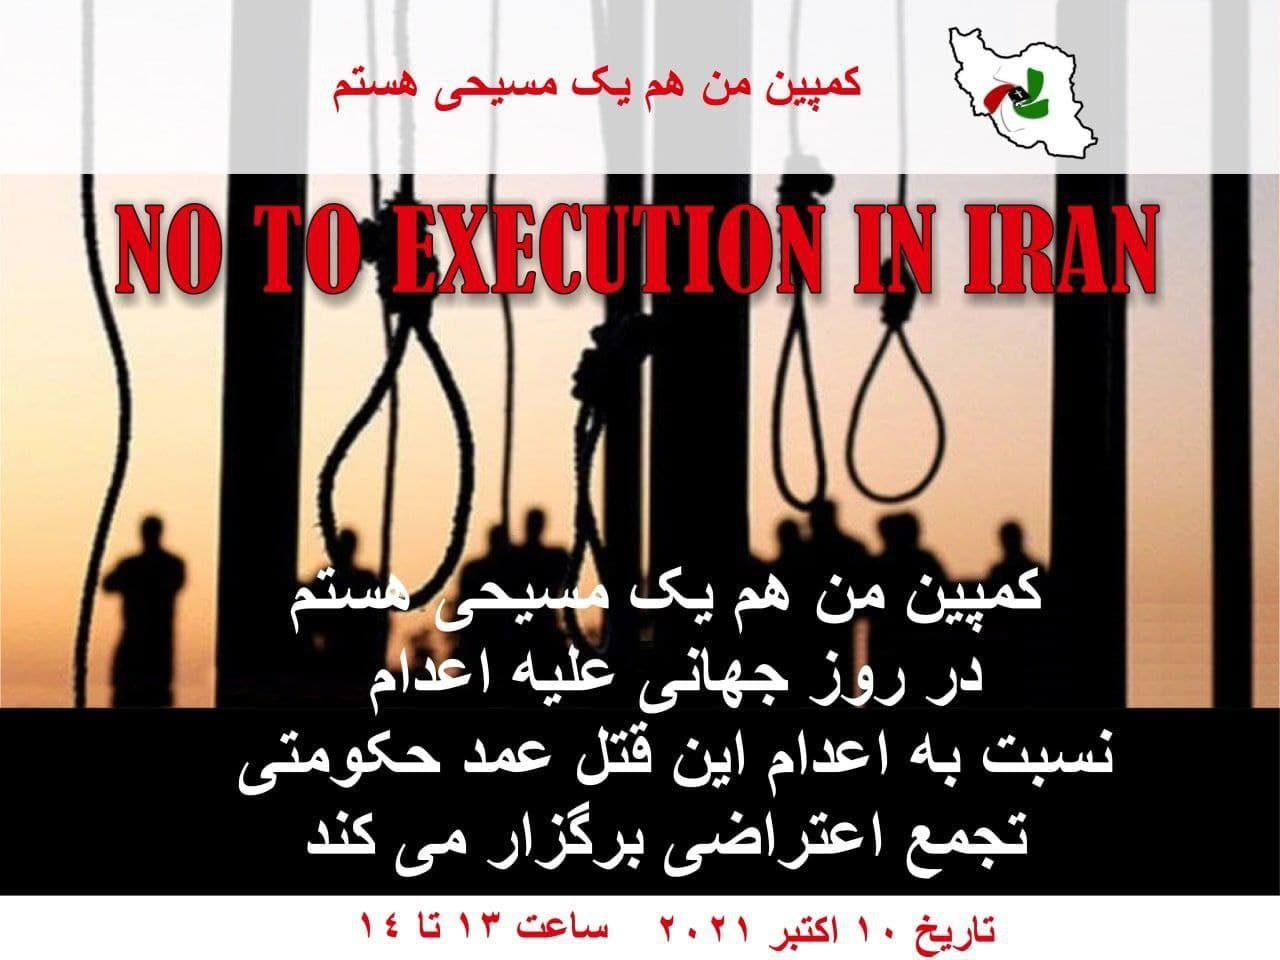 کمپین من هم یک مسیحی هستم
NO TO EXECUTION IN IRAN
کمپین من هم یک مسیحی هستم
در روز جهانی علیه اعدام
نسبت به اعدام این قتل عمد حکومتی
تجمع اعتراضی برگزار می کند
تاریخ ۱۰ اکتبر ۲۰۲۱ ساعت ۱۳ تا ۱٤